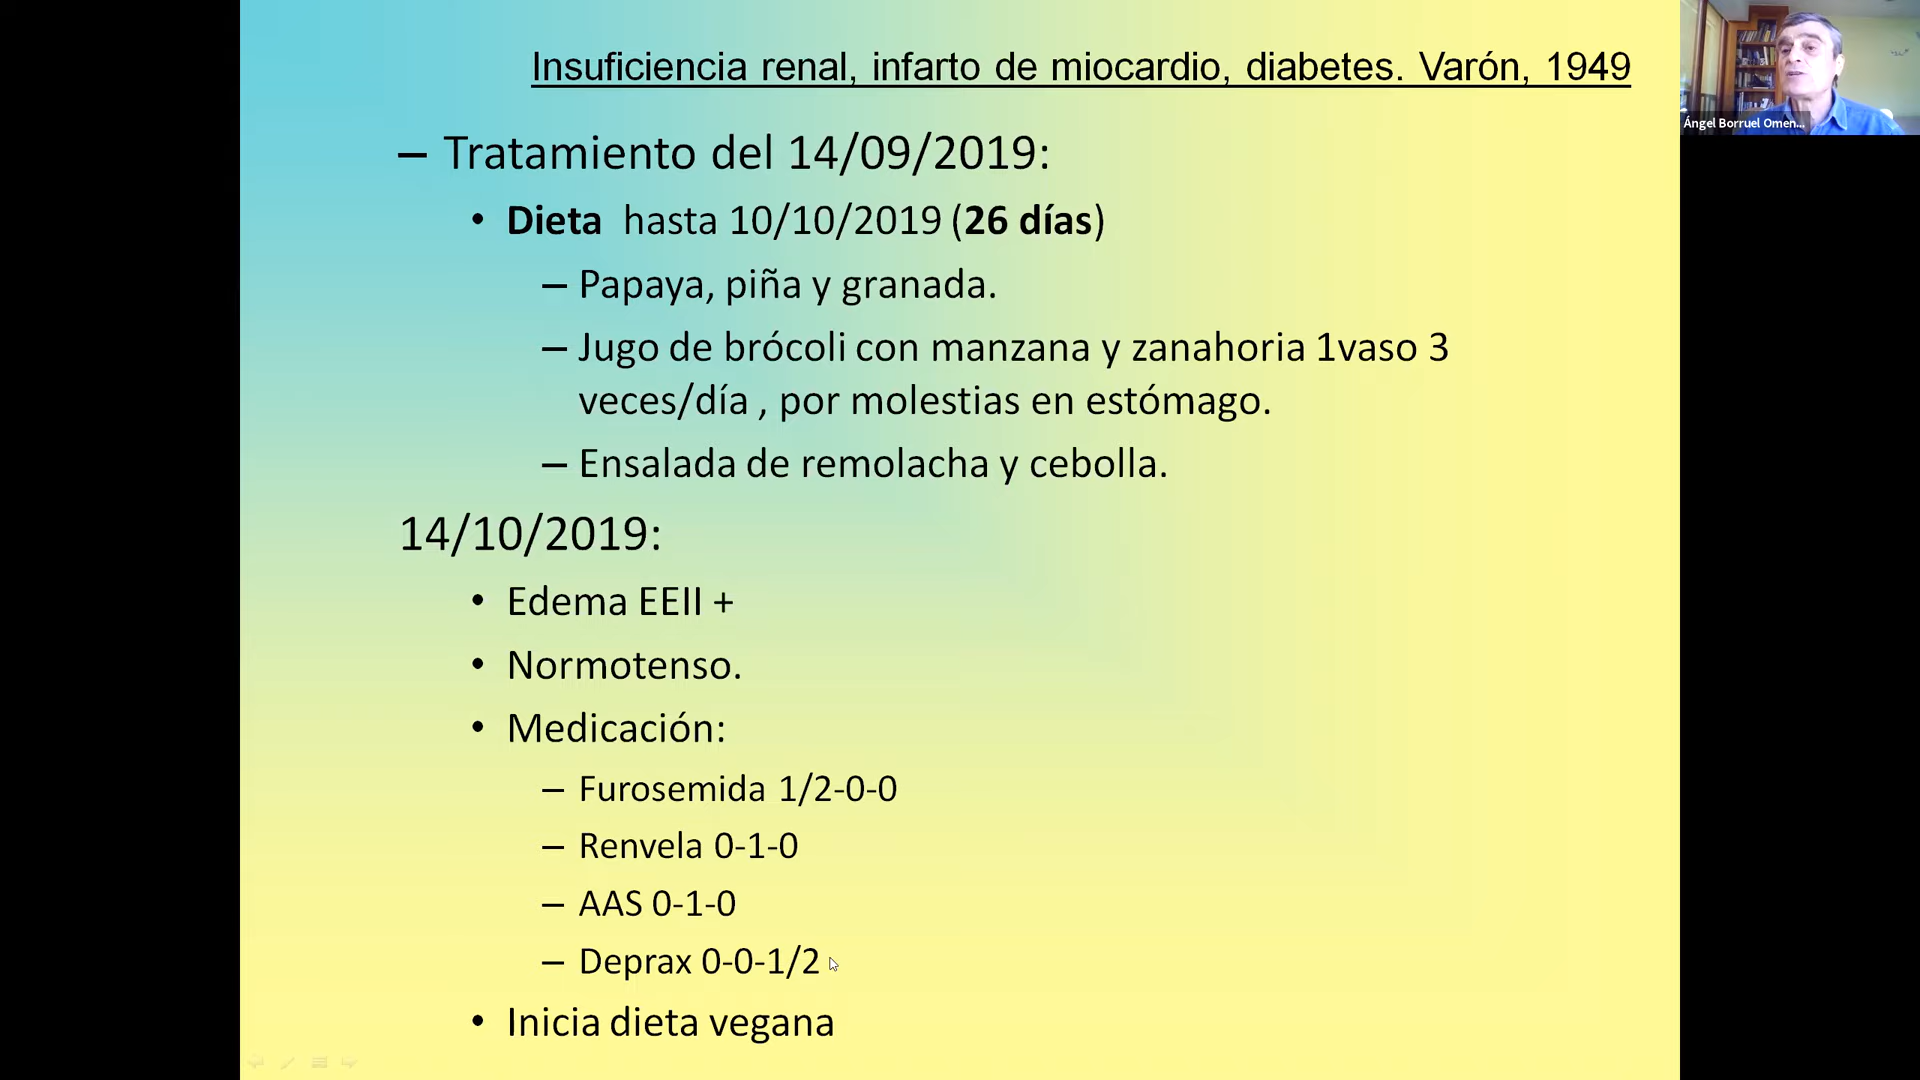 Insuficiencia renal, infarto de miocardio, diabetes. Varón, 1949
Ángel Borruel Omen...
– Tratamiento del 14/09/2019:
• Dieta hasta 10/10/2019 (26 días)
– Papaya, piña y granada.
– Jugo de brócoli con manzana y zanahoria 1vaso 3
veces/día , por molestias en estómago.
– Ensalada de remolacha y cebolla.
14/10/2019:
• Edema EEII +
• Normotenso.
• Medicación:
– Furosemida 1/2-0-0
– Renvela 0-1-0
– AAS 0-1-0
– Deprax 0-0-1/2
• Inicia dieta vegana